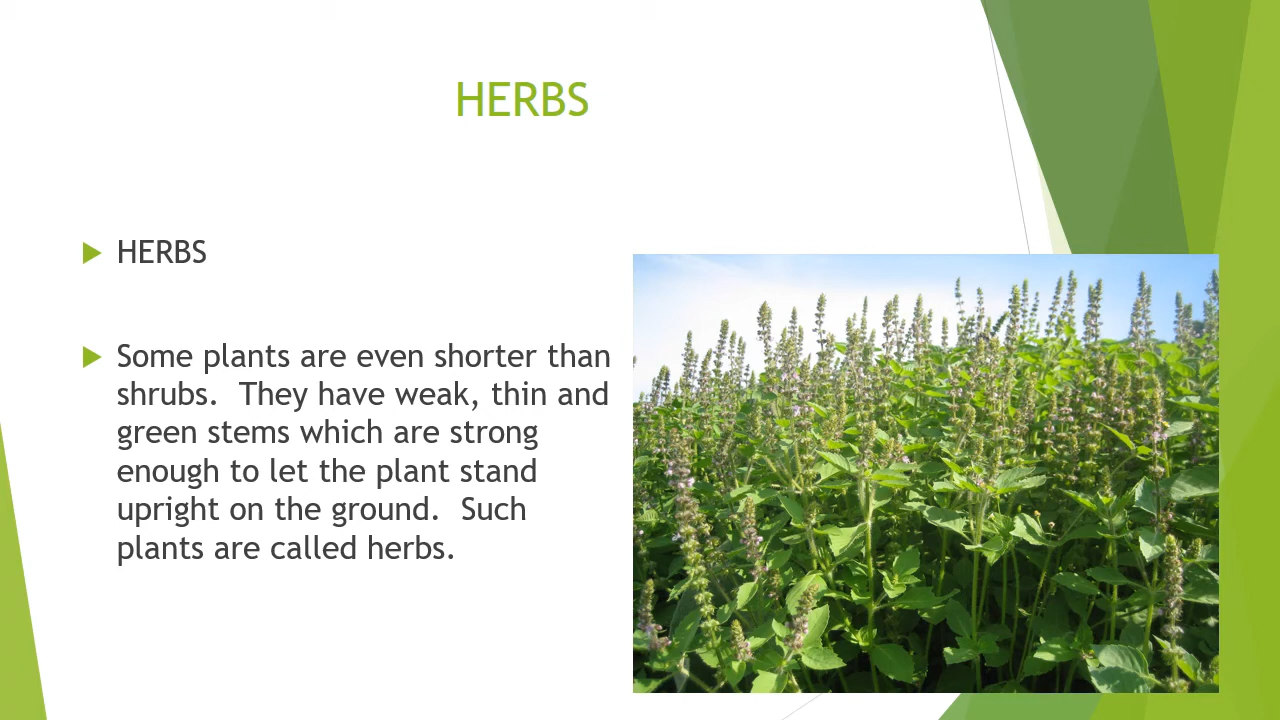 HERBS
HERBS
Some plants are even shorter than
shrubs.  They have weak, thin and
green stems which are strong
enough to let the plant stand
upright on the ground.  Such
plants are called herbs.